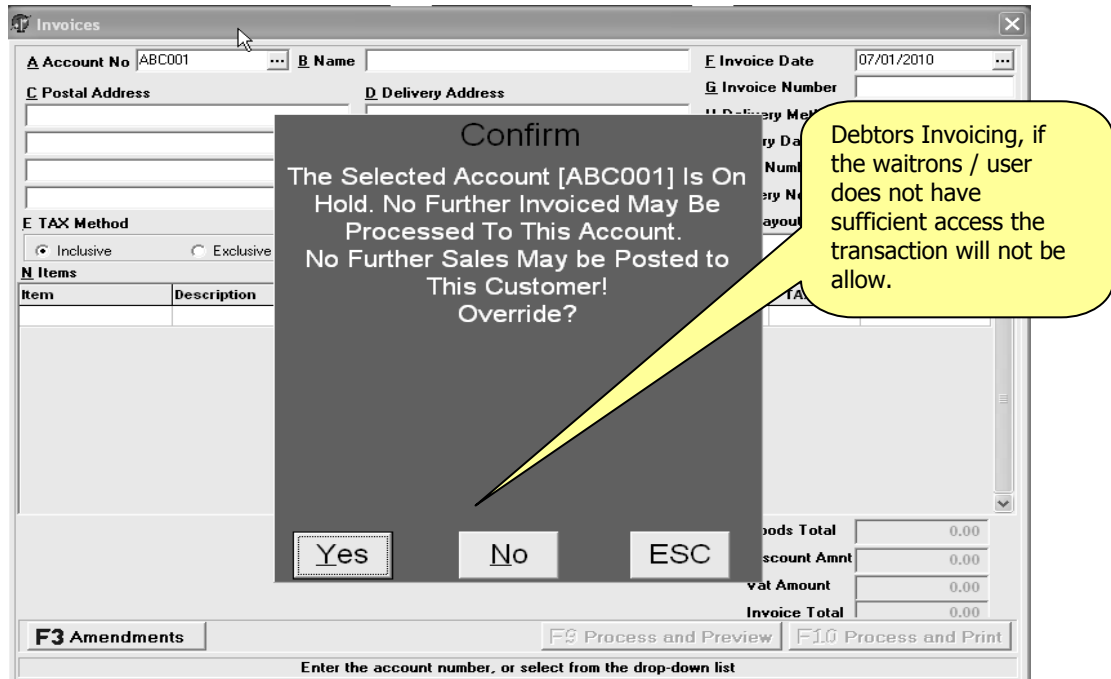 Invoices
A Account No ABC001 ... B Name F Invoice Date 07/01/2010 ...
C Postal Address D Delivery Address G Invoice Number
Confirm
The Selected Account [ABC001] Is On
Hold. No Further Invoiced May Be
Processed To This Account.
No Further Sales May be Posted to
This Customer!
Override?
Yes No ESC
Debtors Invoicing, if
the waitrons / user
does not have
sufficient access the
transaction will not be
allow.
E TAX Method
Inclusive Exclusive
N Items
Item Description
Goods Total 0.00
Discount Amnt 0.00
Vat Amount 0.00
Invoice Total 0.00
F3 Amendments F9 Process and Preview F10 Process and Print
Enter the account number, or select from the drop-down list